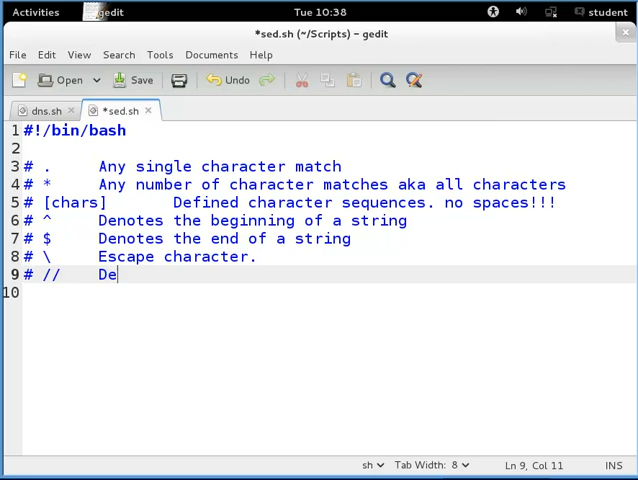 Activities gedit Tue 10:38 student
*sed.sh (~/Scripts) – gedit ×
File Edit View Search Tools Documents Help
Open Save Undo
dns.sh × *sed.sh ×
1 #!/bin/bash
2
3 # . Any single character match
4 # * Any number of character matches aka all characters
5 # [chars] Defined character sequences. no spaces!!!
6 # ^ Denotes the beginning of a string
7 # $ Denotes the end of a string
8 # \ Escape character.
9 # // De
10
sh Tab Width: 8 Ln 9, Col 11 INS